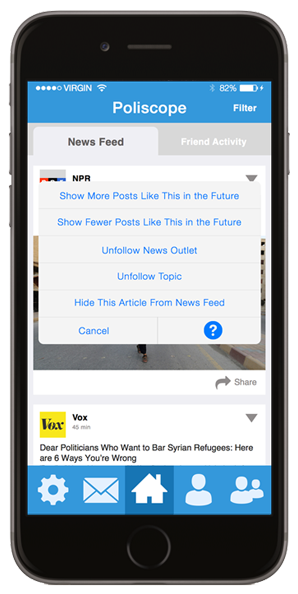 VIRGIN 82%
Poliscope Filter
News Feed Friend Activity
NPR
Show More Posts Like This in the Future
Show Fewer Posts Like This in the Future
Unfollow News Outlet
Unfollow Topic
Hide This Article From News Feed
Cancel ?
Share
Vox Vox
45 min
Dear Politicians Who Want to Bar Syrian Refugees: Here
are 6 Ways You're Wrong